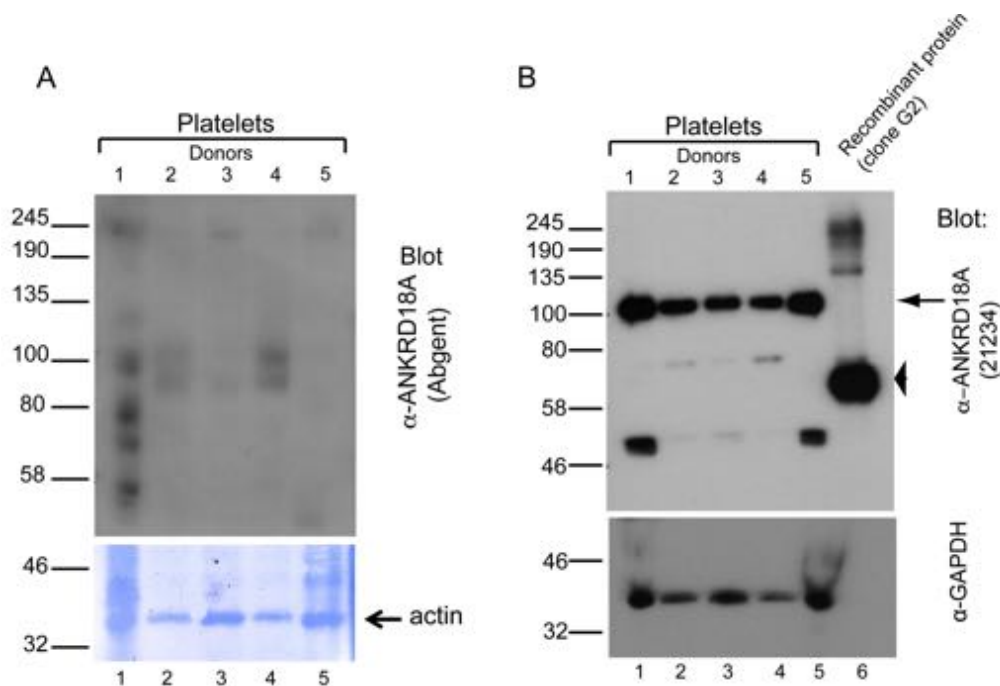 A
Platelets
Donors
1 2 3 4 5
245
190
135
100
80
58
Blot
α-ANKRD18A
(Abgent)
46
32
actin
1 2 3 4 5
B
Platelets
Donors
1 2 3 4 5
Recombinant protein
(clone G2)
245
190
135
100
80
58
46
Blot:
α–ANKRD18A
(21234)
46
32
α-GAPDH
1 2 3 4 5 6